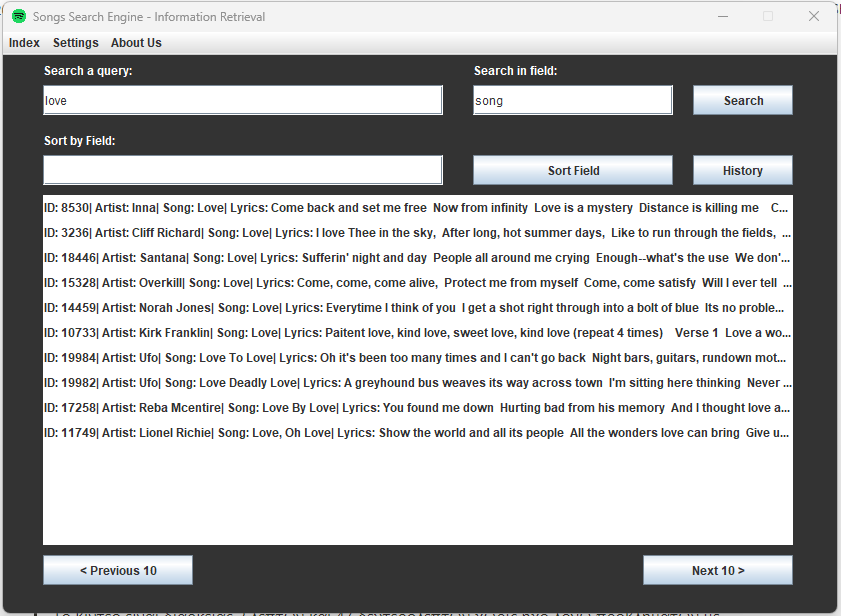 Songs Search Engine - Information Retrieval
Index Settings About Us
Search a query: Search in field:
love song Search
Sort by Field:
Sort Field History
ID: 8530| Artist: Inna| Song: Love| Lyrics: Come back and set me free  Now from infinity  Love is a mystery  Distance is killing me    C...
ID: 3236| Artist: Cliff Richard| Song: Love| Lyrics: I love Thee in the sky,  After long, hot summer days,  Like to run through the fields,  ...
ID: 18446| Artist: Santana| Song: Love| Lyrics: Sufferin' night and day  People all around me crying  Enough--what's the use  We don'...
ID: 15328| Artist: Overkill| Song: Love| Lyrics: Come, come, come alive,  Protect me from myself  Come, come satisfy  Will I ever tell  ...
ID: 14459| Artist: Norah Jones| Song: Love| Lyrics: Everytime I think of you  I get a shot right through into a bolt of blue  Its no proble...
ID: 10733| Artist: Kirk Franklin| Song: Love| Lyrics: Paitent love, kind love, sweet love, kind love (repeat 4 times)    Verse 1  Love a wo...
ID: 19984| Artist: Ufo| Song: Love To Love| Lyrics: Oh it's been too many times and I can't go back  Night bars, guitars, rundown mot...
ID: 19982| Artist: Ufo| Song: Love Deadly Love| Lyrics: A greyhound bus weaves its way across town  I'm sitting here thinking  Never ...
ID: 17258| Artist: Reba Mcentire| Song: Love By Love| Lyrics: You found me down  Hurting bad from his memory  And I thought love a...
ID: 11749| Artist: Lionel Richie| Song: Love, Oh Love| Lyrics: Show the world and all its people  All the wonders love can bring  Give u...
< Previous 10 Next 10 >